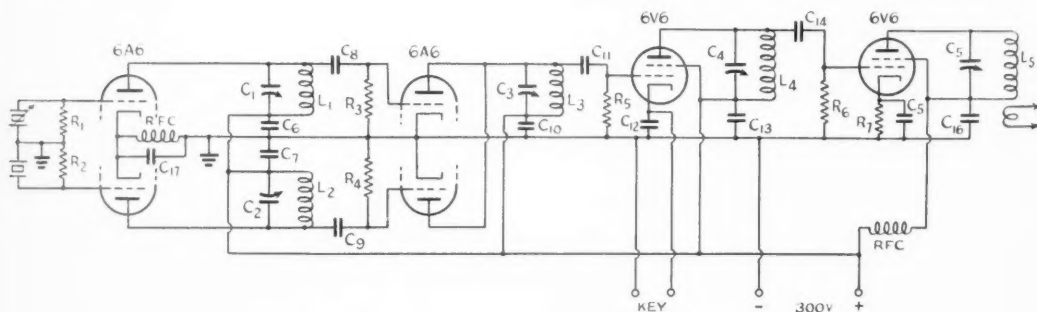 6A6
C8
6A6
C11
6V6
C14
6V6
R1
R2
RFC
C17
C1
L1
C6
C7
C2
L2
C9
R3
R4
C3
L3
C10
R5
C12
C4
L4
C13
R6
R7
C5
C5
L5
C16
RFC
KEY
-
300V
+